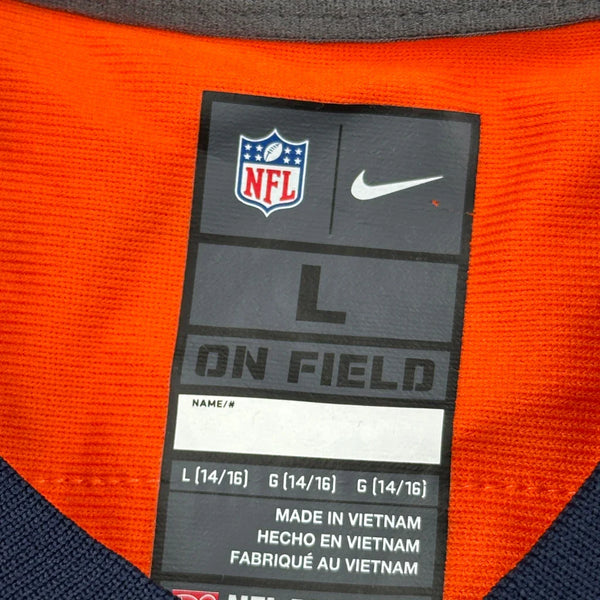 NFL
L
ON FIELD
NAME/#
L (14/16) G (14/16) G (14/16)
MADE IN VIETNAM
HECHO EN VIETNAM
FABRIQUÉ AU VIETNAM
NFL